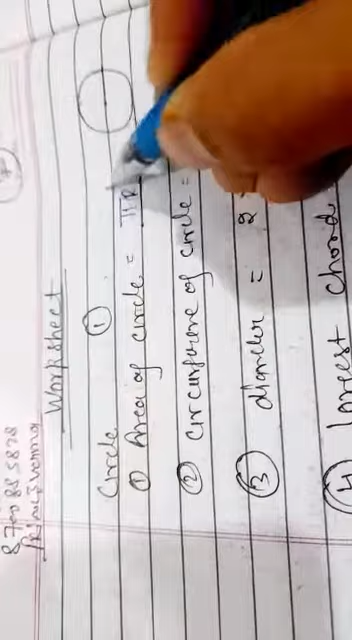 Worksheet
①
Circle
① Area of circle = πR
② Circumference of circle =
③ diameter = 2
④ longest chord